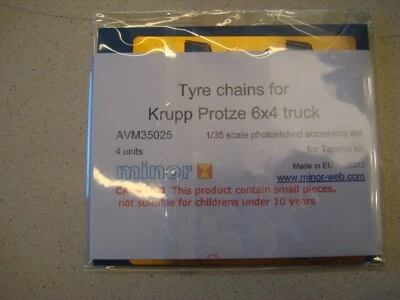 Tyre chains for
Krupp Protze 6x4 truck
AVM35025 1/35 scale photoetched accessory set
4 units for Tamiya kit
minor Made in EU 2012
www.minor-web.com
This product contain small pieces,
not suitable for childrens under 10 years